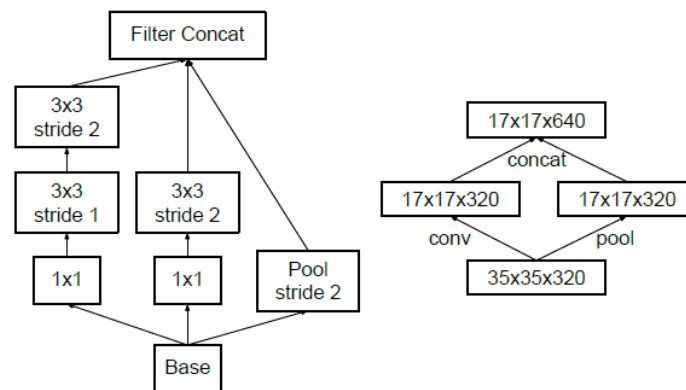 Filter Concat
3x3
stride 2
3x3
stride 1
3x3
stride 2
1x1
1x1
Pool
stride 2
Base
17x17x640
concat
17x17x320
17x17x320
conv
pool
35x35x320